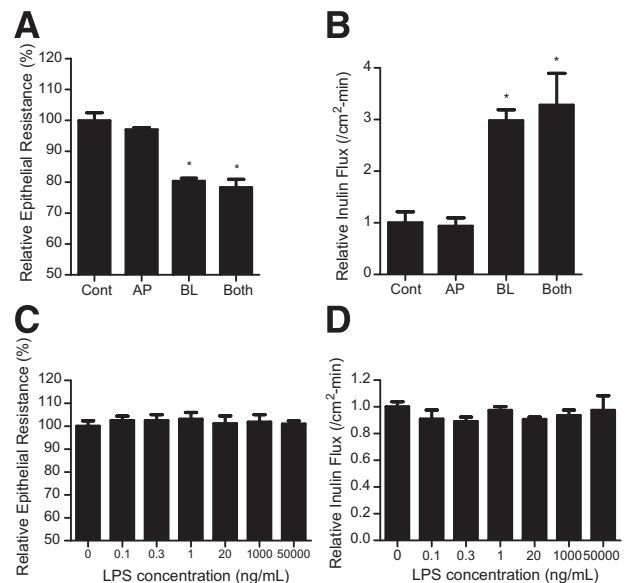 A
Relative Epithelial Resistance (%)
120
110
100
90
80
70
60
50
* *
Cont AP BL Both
B
Relative Inulin Flux (/cm²-min)
4
3
2
1
0
* *
Cont AP BL Both
C
Relative Epithelial Resistance (%)
120
110
100
90
80
70
60
50
0 0.1 0.3 1 20 1000 50000
LPS concentration (ng/mL)
D
Relative Inulin Flux (/cm²-min)
1.2
1.0
0.8
0.6
0.4
0.2
0.0
0 0.1 0.3 1 20 1000 50000
LPS concentration (ng/mL)